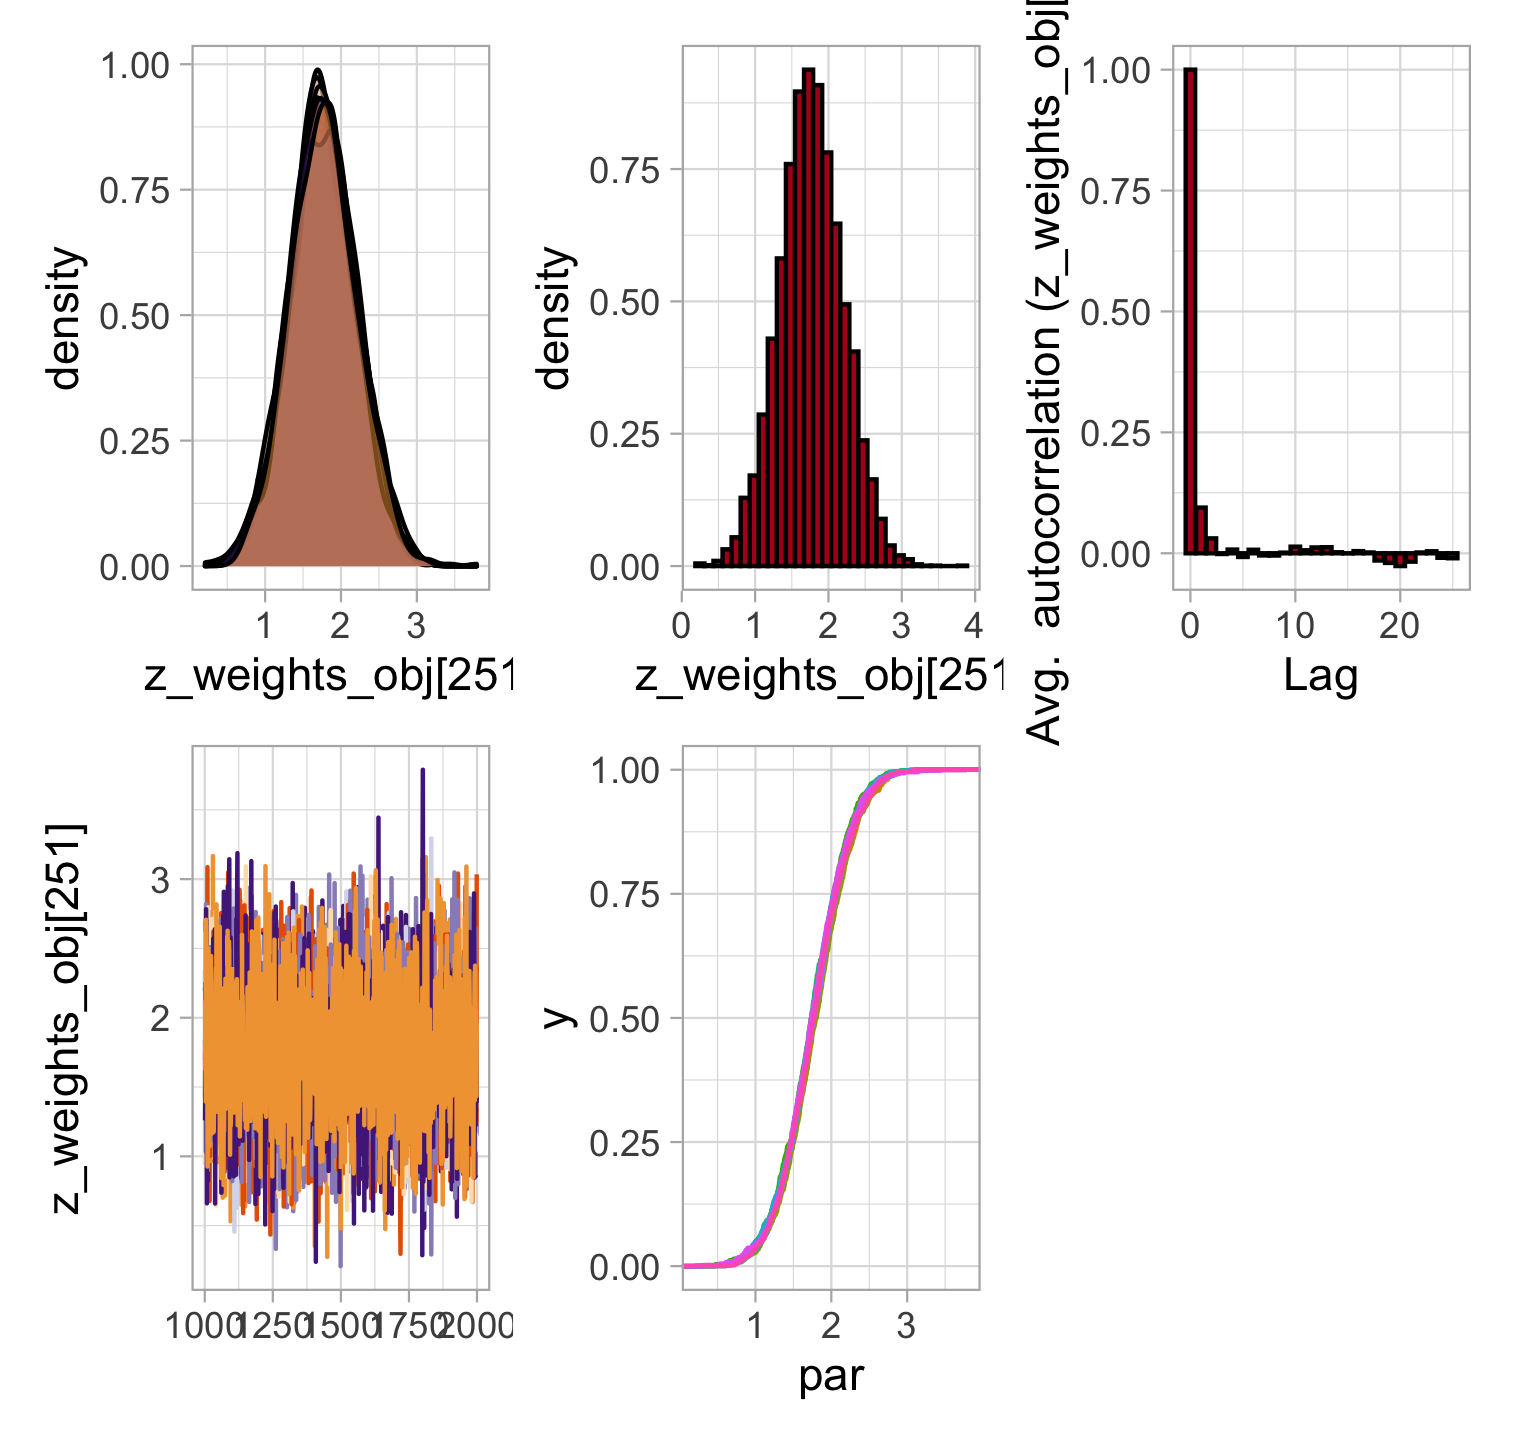 1.00
0.75
0.50
0.25
0.00
density
1 2 3
z_weights_obj[251
0.75
0.50
0.25
0.00
density
0 1 2 3 4
z_weights_obj[251
1.00
0.75
0.50
0.25
0.00
Avg. autocorrelation (z_weights_obj[
0 10 20
Lag
3
2
1
z_weights_obj[251]
1000 1250 1500 1750 2000
1.00
0.75
0.50
0.25
0.00
y
1 2 3
par